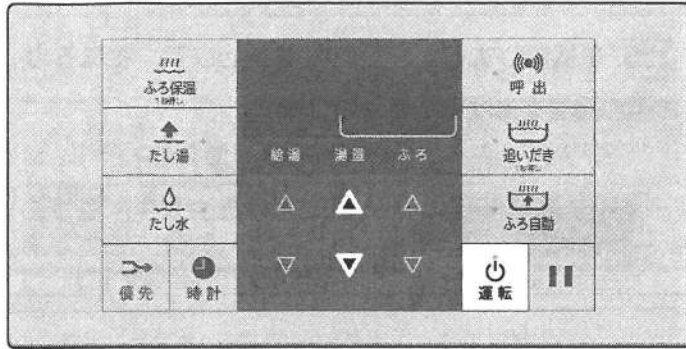 ふろ保温
たし湯
たし水
優先
時計
給湯
湯量
ふろ
呼出
追いだき
ふろ自動
運転